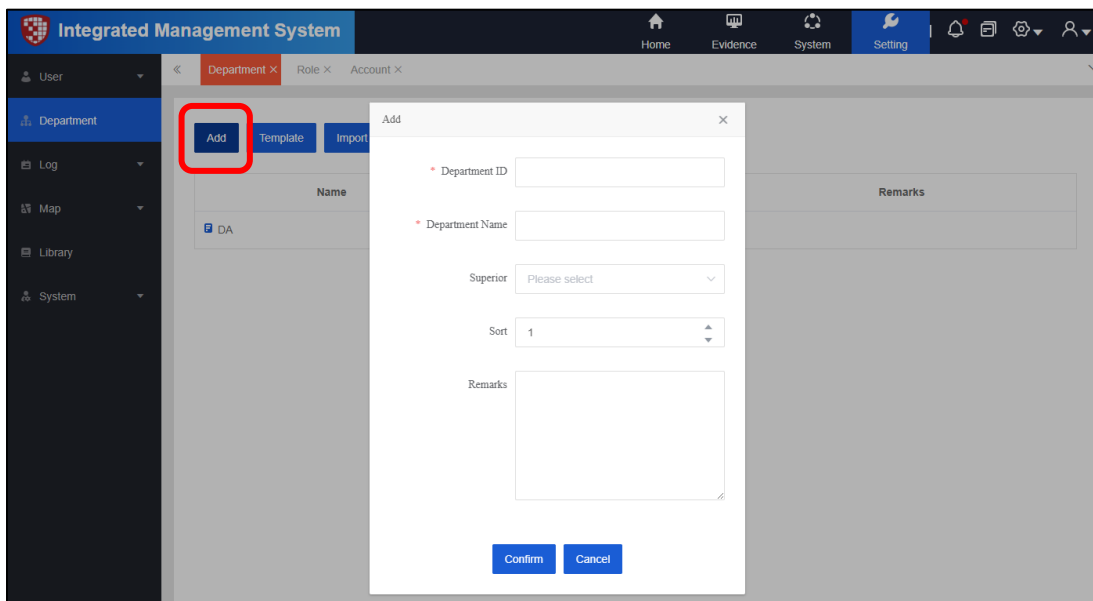 Integrated Management System
Home Evidence System Setting
User
Department × Role × Account ×
Department
Log
Map
Library
System
Add Template Import
Name Remarks
DA
Add ×
* Department ID
* Department Name
Superior Please select
Sort 1
Remarks
Confirm Cancel